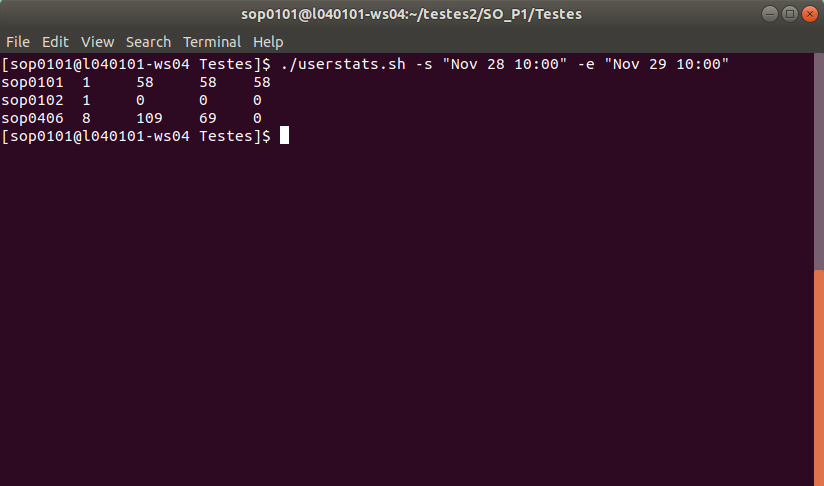 sop0101@l040101-ws04:~/testes2/SO_P1/Testes
File Edit View Search Terminal Help
[sop0101@l040101-ws04 Testes]$ ./userstats.sh -s "Nov 28 10:00" -e "Nov 29 10:00"
sop0101 1 58 58 58
sop0102 1 0 0 0
sop0406 8 109 69 0
[sop0101@l040101-ws04 Testes]$